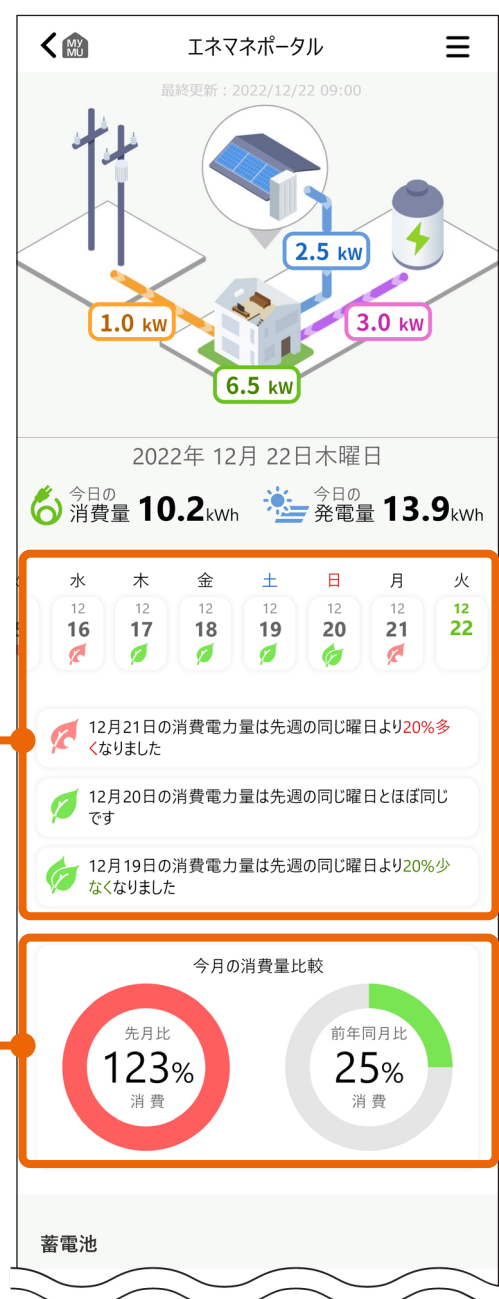 MY
MU
エネマネポータル
最終更新：2022/12/22 09:00
2.5 kW
1.0 kW
3.0 kW
6.5 kW
2022年 12月 22日木曜日
今日の
消費量 10.2kWh
今日の
発電量 13.9kWh
水 木 金 土 日 月 火
12 12 12 12 12 12 12
16 17 18 19 20 21 22
12月21日の消費電力量は先週の同じ曜日より20%多
くなりました
12月20日の消費電力量は先週の同じ曜日とほぼ同じ
です
12月19日の消費電力量は先週の同じ曜日より20%少
なくなりました
今月の消費量比較
先月比
123%
消費
前年同月比
25%
消費
蓄電池